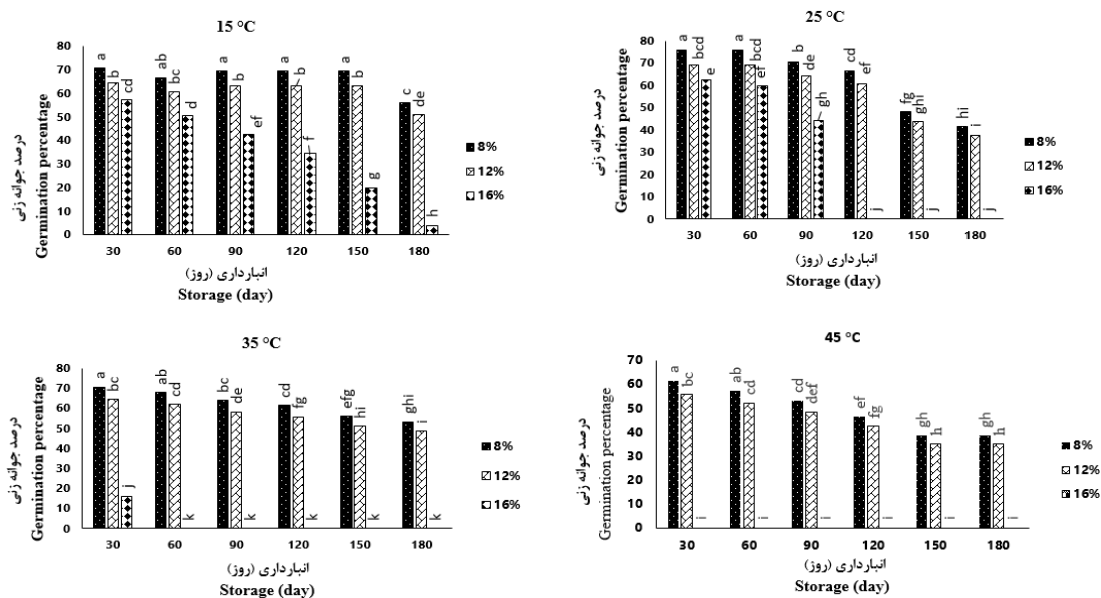 15 °C
80
70
60
50
40
30
20
10
0
a
b
cd
ab
bc
d
a
b
ef
a
b
f
a
b
g
c
de
h
30 60 90 120 150 180
انبارداری (روز)
Storage (day)
درصد جوانه زنی
Germination percentage
8%
12%
16%
25 °C
80
70
60
50
40
30
20
10
0
a
bcd
e
a
bcd
ef
b
de
gh
cd
ef
j
fg
ghi
j
hi
i
j
30 60 90 120 150 180
انبارداری (روز)
Storage (day)
درصد جوانه زنی
Germination percentage
8%
12%
16%
35 °C
80
70
60
50
40
30
20
10
0
a
bc
j
ab
cd
k
bc
de
k
cd
fg
k
efg
hi
k
ghi
i
k
30 60 90 120 150 180
انبارداری (روز)
Storage (day)
درصد جوانه زنی
Germination percentage
8%
12%
16%
45 °C
70
60
50
40
30
20
10
0
a
bc
i
ab
cd
i
cd
def
i
ef
fg
i
gh
h
i
gh
h
i
30 60 90 120 150 180
انبارداری (روز)
Storage (day)
درصد جوانه زنی
Germination percentage
8%
12%
16%